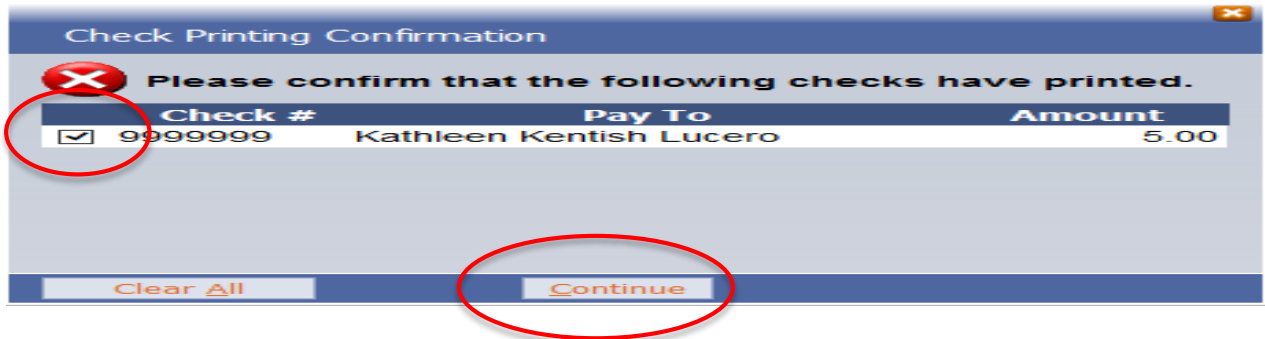 Check Printing Confirmation
Please confirm that the following checks have printed.
Check # Pay To Amount
9999999 Kathleen Kentish Lucero 5.00
Clear All Continue